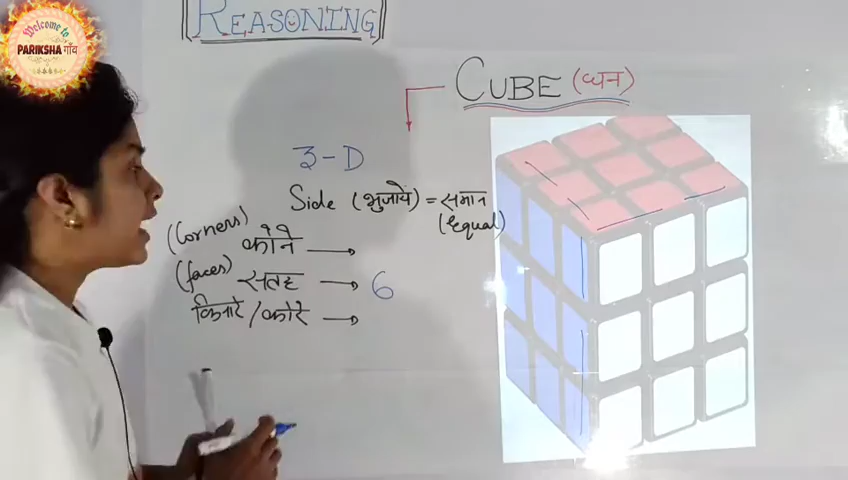 Welcome to
PARIKSHA गाँव
REASONING
CUBE (घन)
3-D
Side (भुजायें) = समान
(Equal)
(Corners) कोने →
(faces) सतह → 6
किनारे/कोरे →